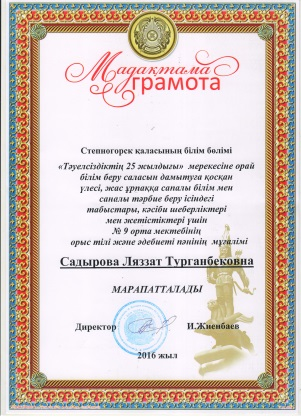 Мадақтама
грамота
Степногорск қаласының білім бөлімі
«Тәуелсіздіктің 25 жылдығы» мерекесіне орай
білім беру саласын дамытуға қосқан
үлесі, жас ұрпаққа сапалы білім мен
саналы тәрбие беру ісіндегі
табыстары, кәсіби шеберліктері
мен жетістіктері үшін
№ 9 орта мектебінің
орыс тілі және әдебиеті пәнінің мұғалімі
Садырова Ляззат Турганбековна
МАРАПАТТАЛАДЫ
Директор И.Жиенбаев
2016 жыл